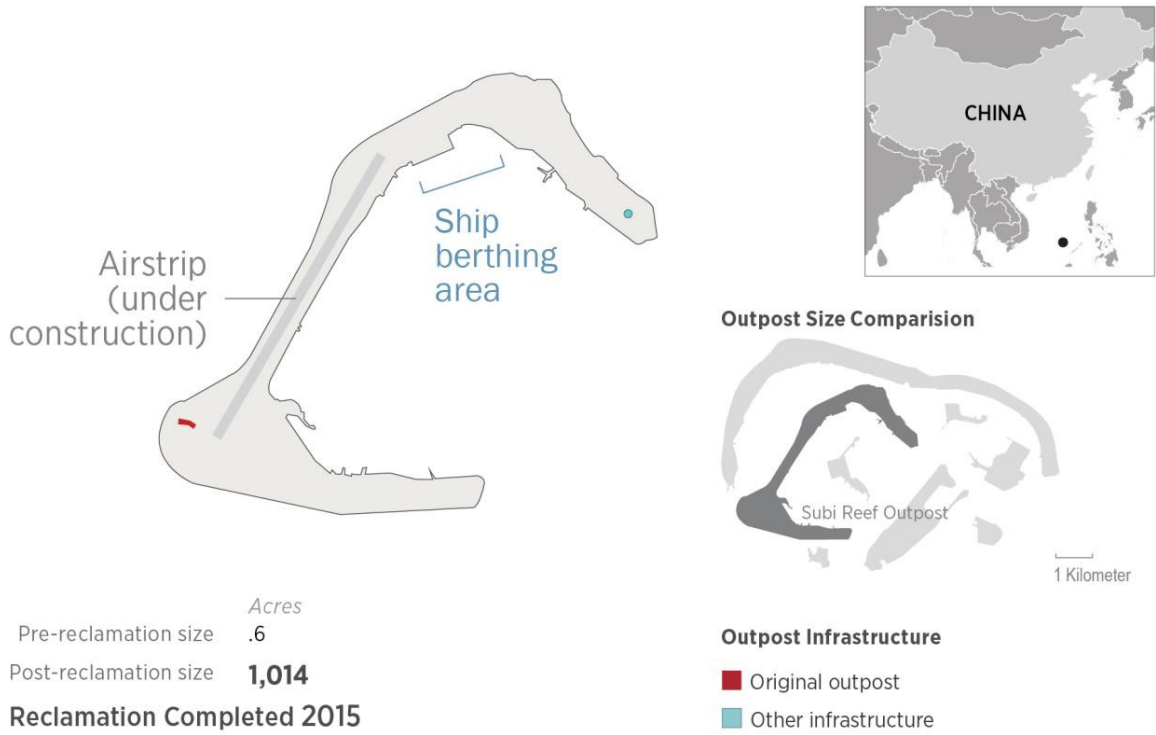 CHINA
Airstrip
(under
construction)
Ship
berthing
area
Outpost Size Comparision
Subi Reef Outpost
1 Kilometer
Acres
Pre-reclamation size .6
Post-reclamation size 1,014
Reclamation Completed 2015
Outpost Infrastructure
Original outpost
Other infrastructure